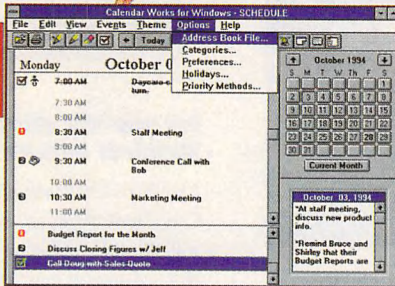 Calendar Works for Windows - SCHEDULE
File Edit View Events Theme Options Help
Today
Address Book File...
Categories...
Preferences...
Holidays...
Priority Methods...
Monday October 0
7:00 AM Daycare
turn.
7:30 AM
8:00 AM
8:30 AM Staff Meeting
9:00 AM
9:30 AM Conference Call with
Bob
10:00 AM
10:30 AM Marketing Meeting
11:00 AM
Budget Report for the Month
Discuss Closing Figures w/ Jeff
Call Doug with Sales Quote
October 1994
S M T W T F S
1
2 3 4 5 6 7 8
9 10 11 12 13 14 15
16 17 18 19 20 21 22
23 24 25 26 27 28 29
30 31
Current Month
October 03, 1994
*At staff meeting,
discuss new product
info.
*Remind Bruce and
Shirley that their
Budget Reports are